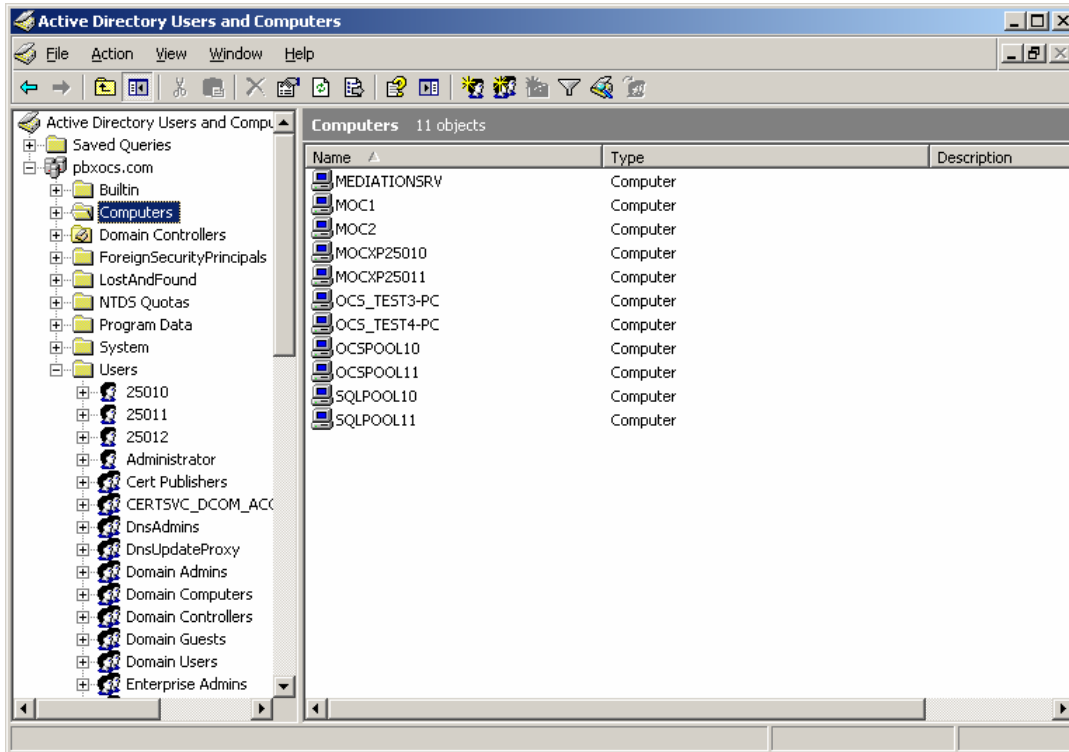 Active Directory Users and Computers
File Action View Window Help
Active Directory Users and Compu
Saved Queries
pbxocs.com
Builtin
Computers
Domain Controllers
ForeignSecurityPrincipals
LostAndFound
NTDS Quotas
Program Data
System
Users
25010
25011
25012
Administrator
Cert Publishers
CERTSVC_DCOM_ACC
DnsAdmins
DnsUpdateProxy
Domain Admins
Domain Computers
Domain Controllers
Domain Guests
Domain Users
Enterprise Admins
Computers 11 objects
Name Type Description
MEDIATIONSRV Computer
MOC1 Computer
MOC2 Computer
MOCXP25010 Computer
MOCXP25011 Computer
OCS_TEST3-PC Computer
OCS_TEST4-PC Computer
OCSPOOL10 Computer
OCSPOOL11 Computer
SQLPOOL10 Computer
SQLPOOL11 Computer